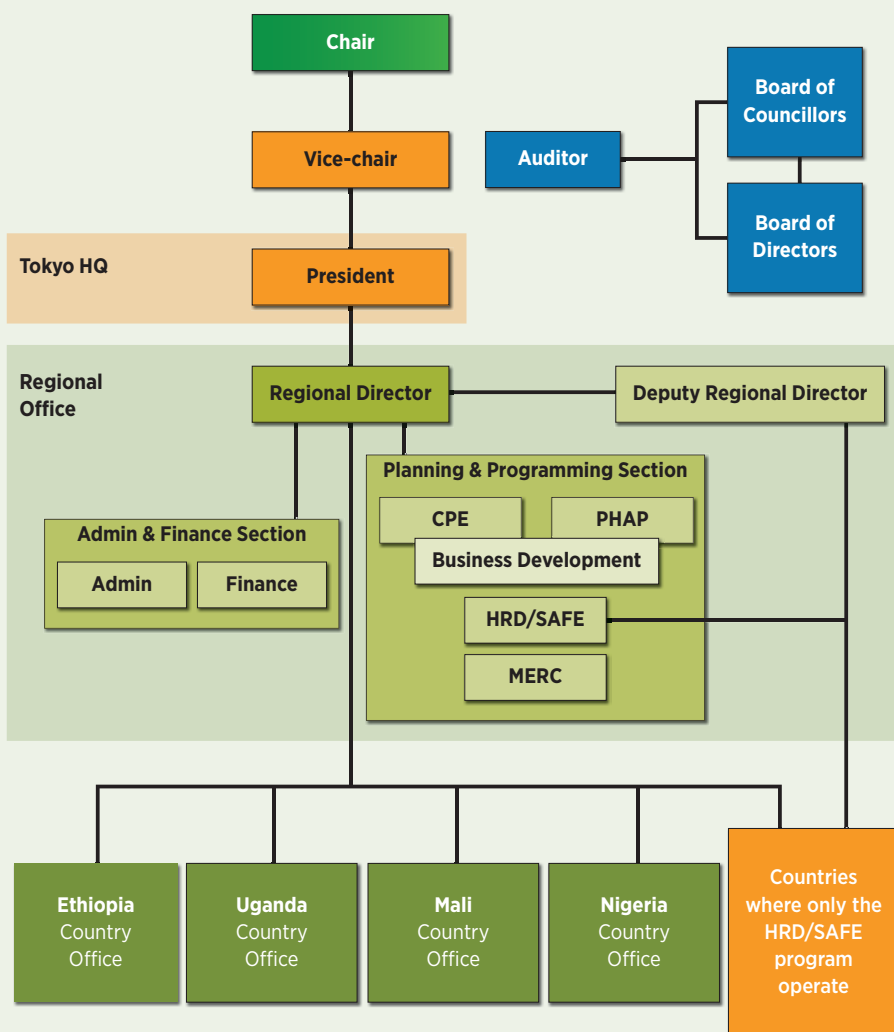 Chair
Board of
Councillors
Vice-chair
Auditor
Board of
Directors
Tokyo HQ
President
Regional
Office
Regional Director
Deputy Regional Director
Planning & Programming Section
CPE
PHAP
Business Development
Admin & Finance Section
Admin
Finance
HRD/SAFE
MERC
Ethiopia
Country
Office
Uganda
Country
Office
Mali
Country
Office
Nigeria
Country
Office
Countries
where only the
HRD/SAFE
program
operate